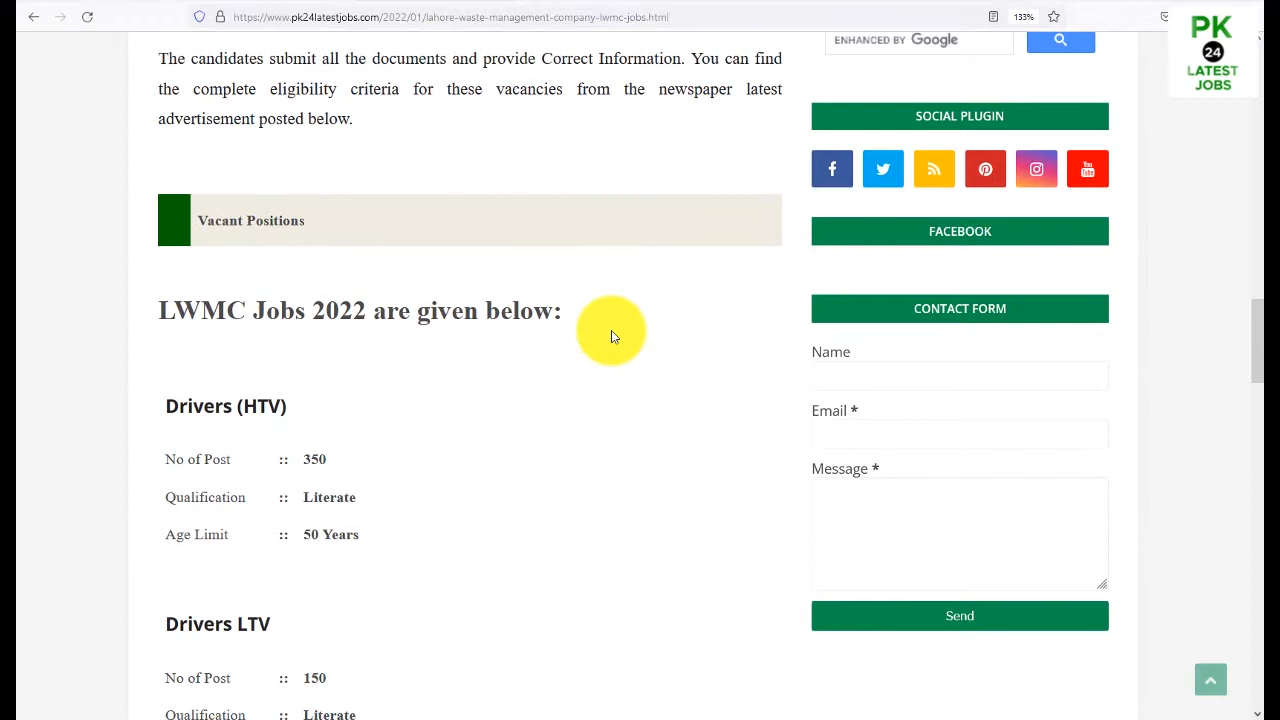 https://www.pk24latestjobs.com/2022/01/lahore-waste-management-company-lwmc-jobs.html
133%
PK
24
LATEST
JOBS
The candidates submit all the documents and provide Correct Information. You can find
the complete eligibility criteria for these vacancies from the newspaper latest
advertisement posted below.
Vacant Positions
LWMC Jobs 2022 are given below:
Drivers (HTV)
No of Post :: 350
Qualification :: Literate
Age Limit :: 50 Years
Drivers LTV
No of Post :: 150
Qualification :: Literate
ENHANCED BY Google
SOCIAL PLUGIN
You
Tube
FACEBOOK
CONTACT FORM
Name
Email *
Message *
Send